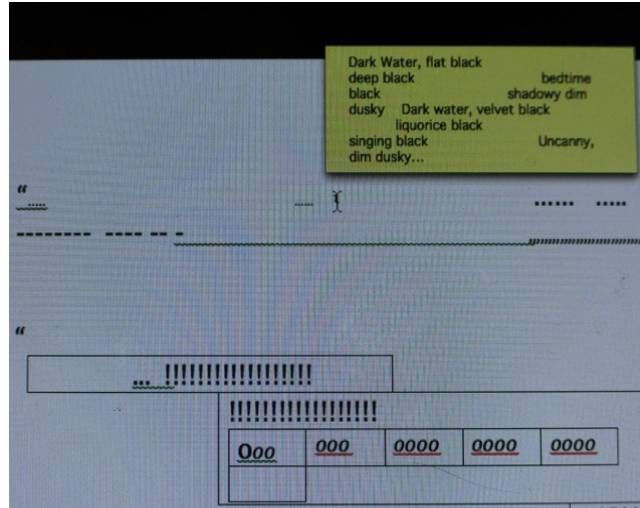 Dark Water, flat black
deep black bedtime
black shadowy dim
dusky Dark water, velvet black
liquorice black
singing black Uncanny,
dim dusky...
“
..... .... ...... .....
-------- ---- -- - """"""""""""""""
“
... !!!!!!!!!!!!!!!!!!
!!!!!!!!!!!!!!!!!!
Ooo ooo oooo oooo oooo